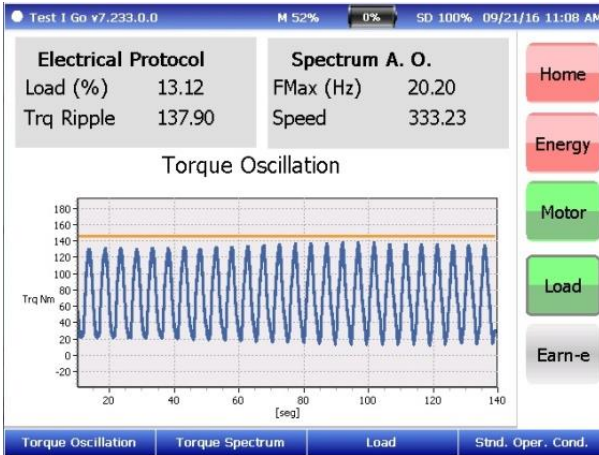 Test I Go v7.233.0.0 M 52% 0% SD 100% 09/21/16 11:08 AM
Electrical Protocol
Load (%) 13.12
Trq Ripple 137.90
Spectrum A. O.
FMax (Hz) 20.20
Speed 333.23
Home
Energy
Motor
Load
Earn-e
Torque Oscillation
180
160
140
120
100
80
60
40
20
0
-20
Trq Nm
20 40 60 80 100 120 140
[seg]
Torque Oscillation Torque Spectrum Load Stnd. Oper. Cond.